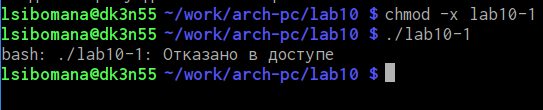 lsibomana@dk3n55 ~/work/arch-pc/lab10 $ chmod -x lab10-1
lsibomana@dk3n55 ~/work/arch-pc/lab10 $ ./lab10-1
bash: ./lab10-1: Отказано в доступе
lsibomana@dk3n55 ~/work/arch-pc/lab10 $